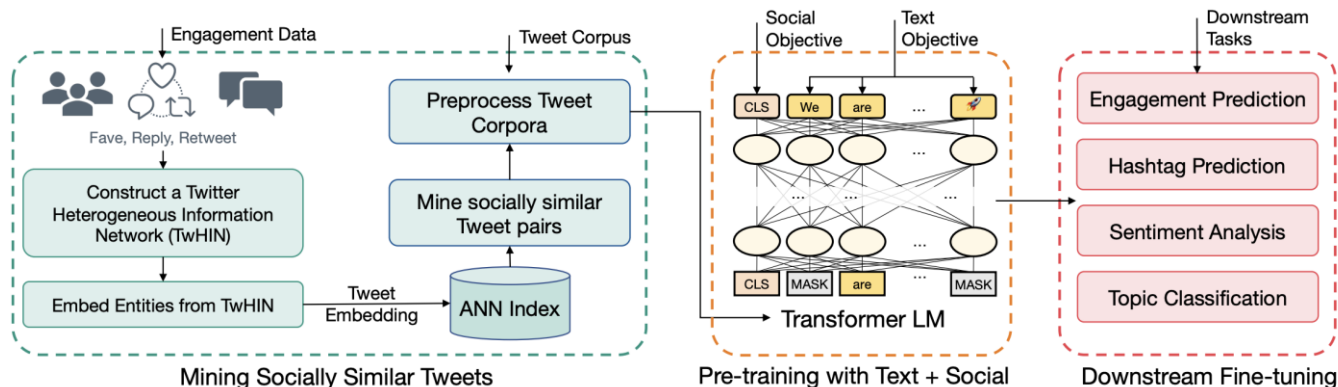 Engagement Data
Fave, Reply, Retweet
Construct a Twitter
Heterogeneous Information
Network (TwHIN)
Embed Entities from TwHIN
Tweet
Embedding
ANN Index
Mine socially similar
Tweet pairs
Tweet Corpus
Preprocess Tweet
Corpora
Mining Socially Similar Tweets
Social
Objective
Text
Objective
CLS We are ... 🚀
...
... ... ...
...
CLS MASK are MASK
Transformer LM
Pre-training with Text + Social
Downstream
Tasks
Engagement Prediction
Hashtag Prediction
Sentiment Analysis
Topic Classification
Downstream Fine-tuning